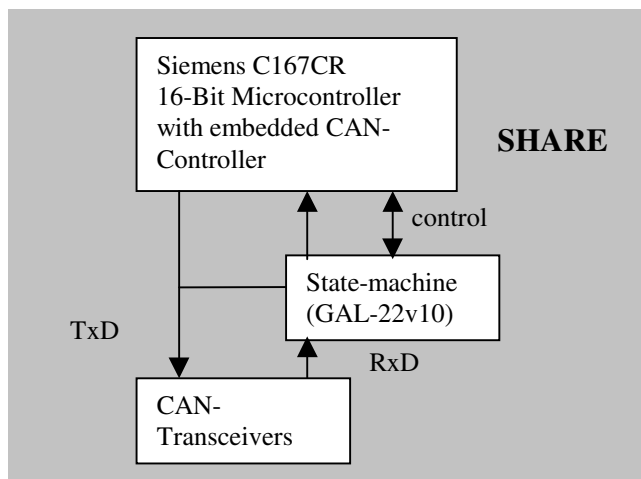 Siemens C167CR
16-Bit Microcontroller
with embedded CAN-
Controller
SHARE
control
State-machine
(GAL-22v10)
TxD
RxD
CAN-
Transceivers